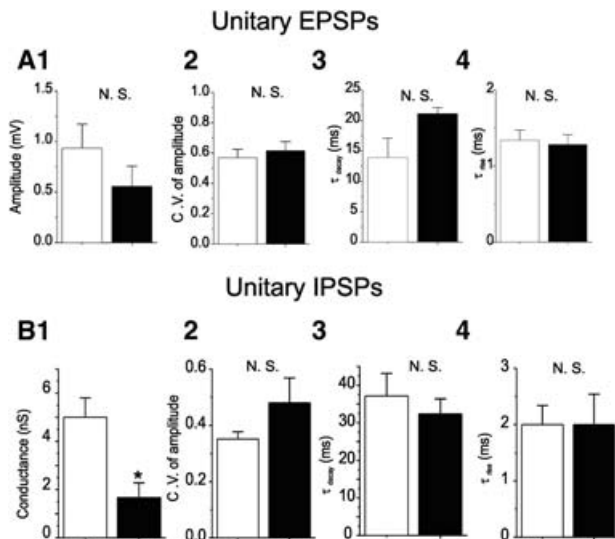 Unitary EPSPs
A1
N. S.
Amplitude (mV)
1.5
1.0
0.5
0.0
2
N. S.
C .V. of amplitude
1.0
0.8
0.6
0.4
0.2
0.0
3
N. S.
τ decay (ms)
25
20
15
10
5
0
4
N. S.
τ rise (ms)
2
1
0
Unitary IPSPs
B1
Conductance (nS)
6
4
2
0
*
2
N. S.
C .V. of amplitude
0.6
0.4
0.2
0.0
3
N. S.
τ decay (ms)
40
30
20
10
0
4
N. S.
τ rise (ms)
3
2
1
0